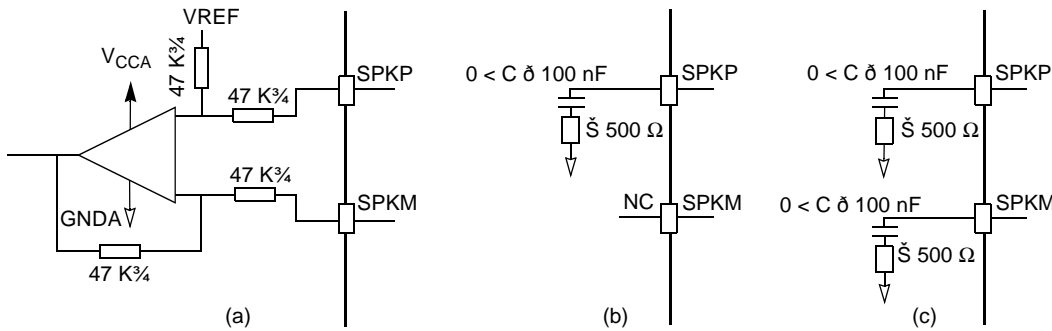 VREF
VCCA
47 K¾
47 K¾
SPKP
47 K¾
SPKM
GNDA
47 K¾
(a)
0 < C ð 100 nF
SPKP
Š 500 Ω
NC
SPKM
(b)
0 < C ð 100 nF
SPKP
Š 500 Ω
0 < C ð 100 nF
SPKM
Š 500 Ω
(c)